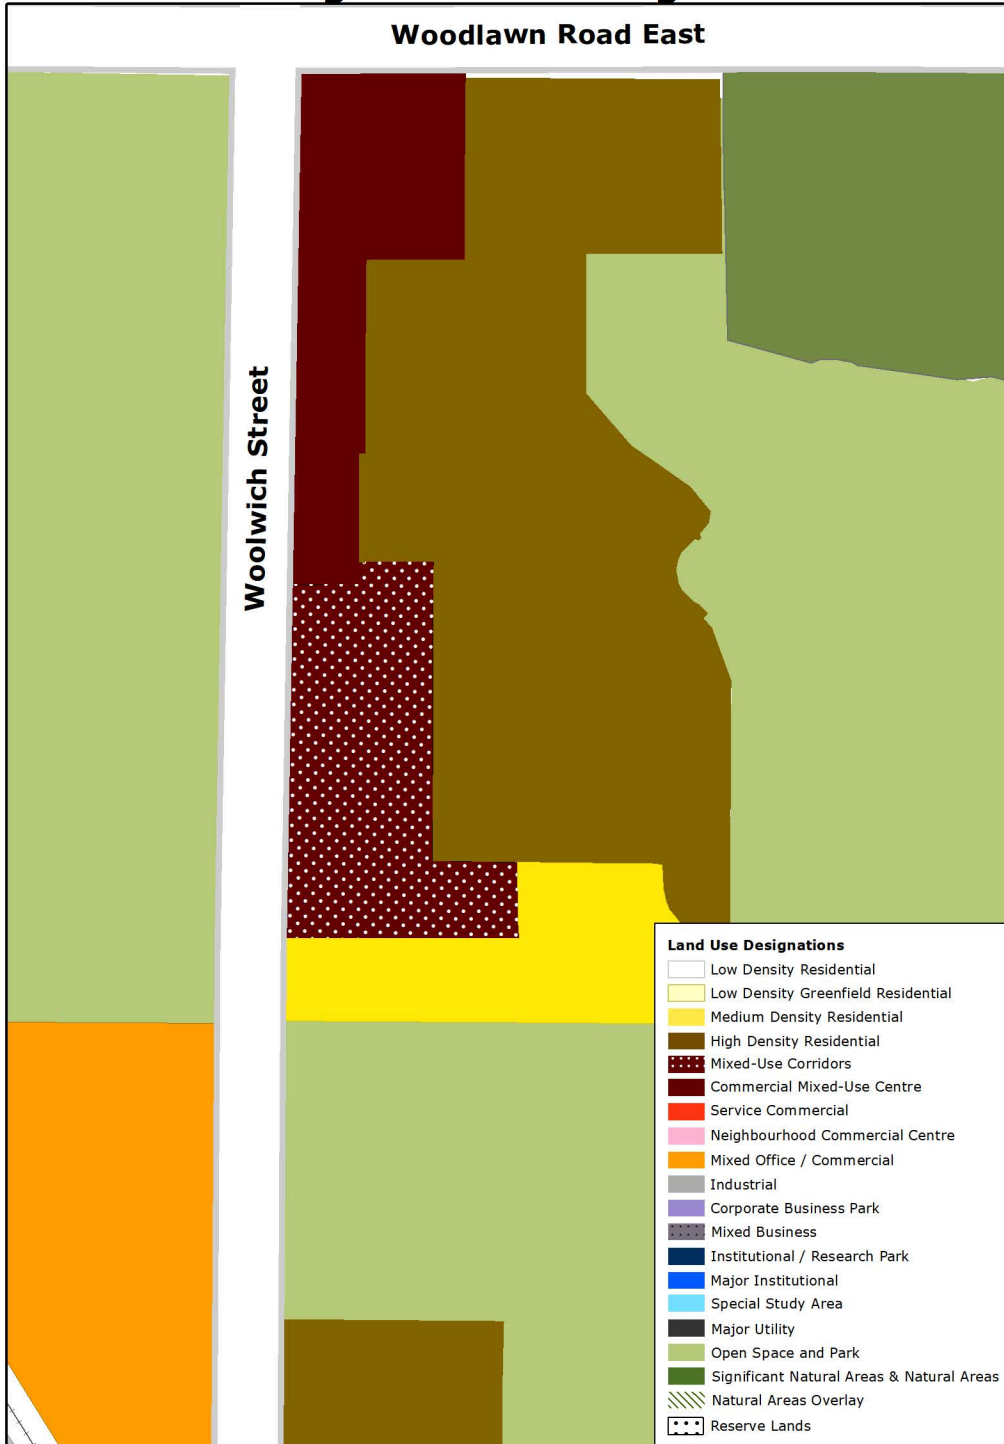 Woodlawn Road East
Woolwich Street
Land Use Designations
Low Density Residential
Low Density Greenfield Residential
Medium Density Residential
High Density Residential
Mixed-Use Corridors
Commercial Mixed-Use Centre
Service Commercial
Neighbourhood Commercial Centre
Mixed Office / Commercial
Industrial
Corporate Business Park
Mixed Business
Institutional / Research Park
Major Institutional
Special Study Area
Major Utility
Open Space and Park
Significant Natural Areas & Natural Areas
Natural Areas Overlay
Reserve Lands